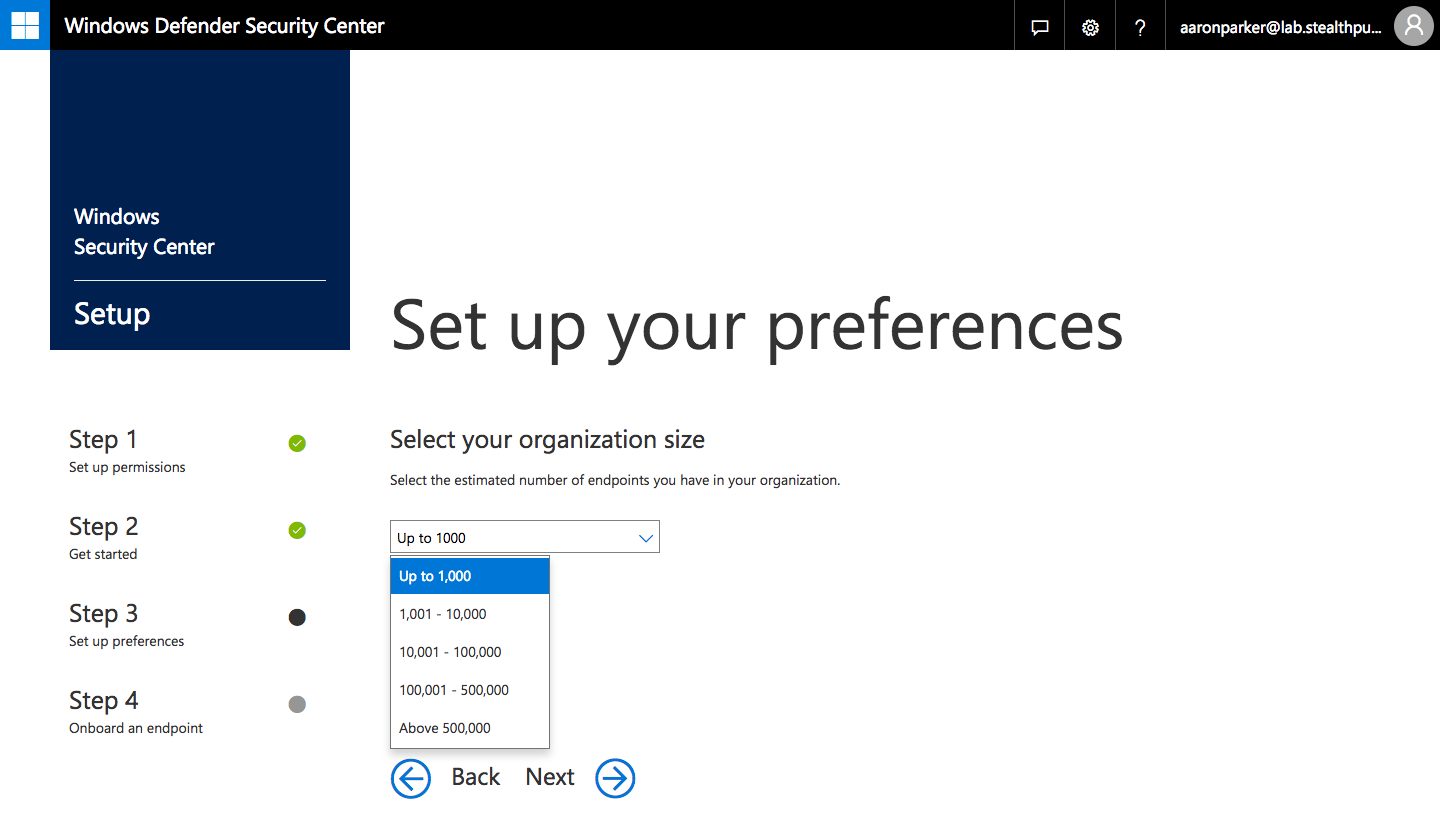 Windows Defender Security Center
?
aaronparker@lab.stealthpu...
Windows
Security Center
Setup
Set up your preferences
Step 1
Set up permissions
Step 2
Get started
Step 3
Set up preferences
Step 4
Onboard an endpoint
Select your organization size
Select the estimated number of endpoints you have in your organization.
Up to 1000
Up to 1,000
1,001 - 10,000
10,001 - 100,000
100,001 - 500,000
Above 500,000
Back Next